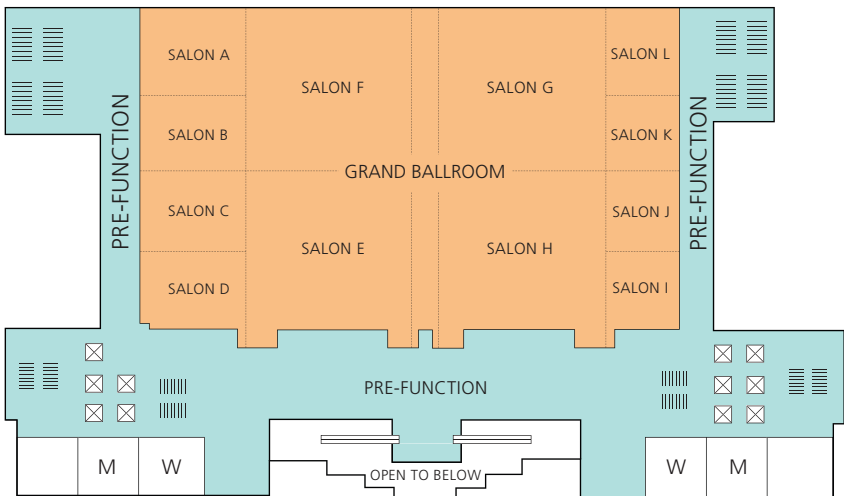 SALON A
SALON F
SALON G
SALON L
SALON B
SALON K
PRE-FUNCTION
GRAND BALLROOM
PRE-FUNCTION
SALON C
SALON J
SALON E
SALON H
SALON D
SALON I
PRE-FUNCTION
M
W
OPEN TO BELOW
W
M